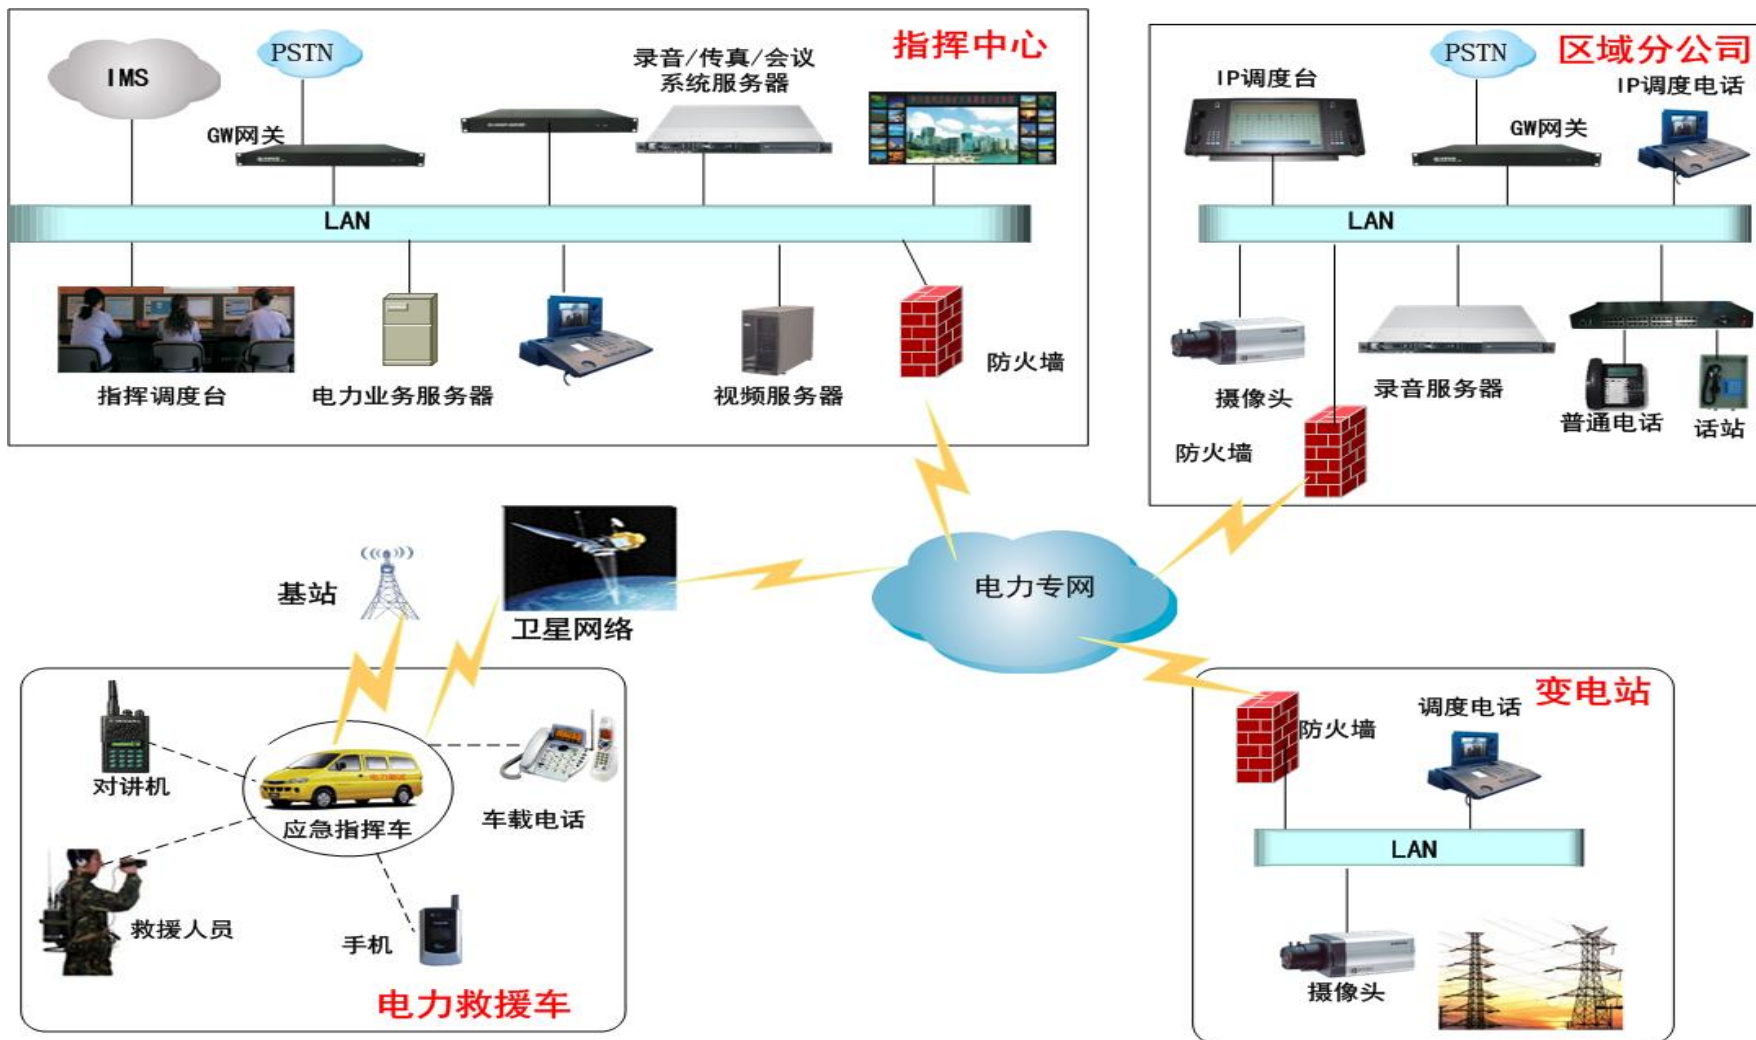 指挥中心
IMS
PSTN
GW网关
录音/传真/会议
系统服务器
LAN
指挥调度台
电力业务服务器
视频服务器
防火墙
区域分公司
IP调度台
PSTN
GW网关
IP调度电话
LAN
摄像头
防火墙
录音服务器
普通电话
话站
基站
卫星网络
电力专网
对讲机
应急指挥车
车载电话
救援人员
手机
电力救援车
变电站
防火墙
调度电话
LAN
摄像头